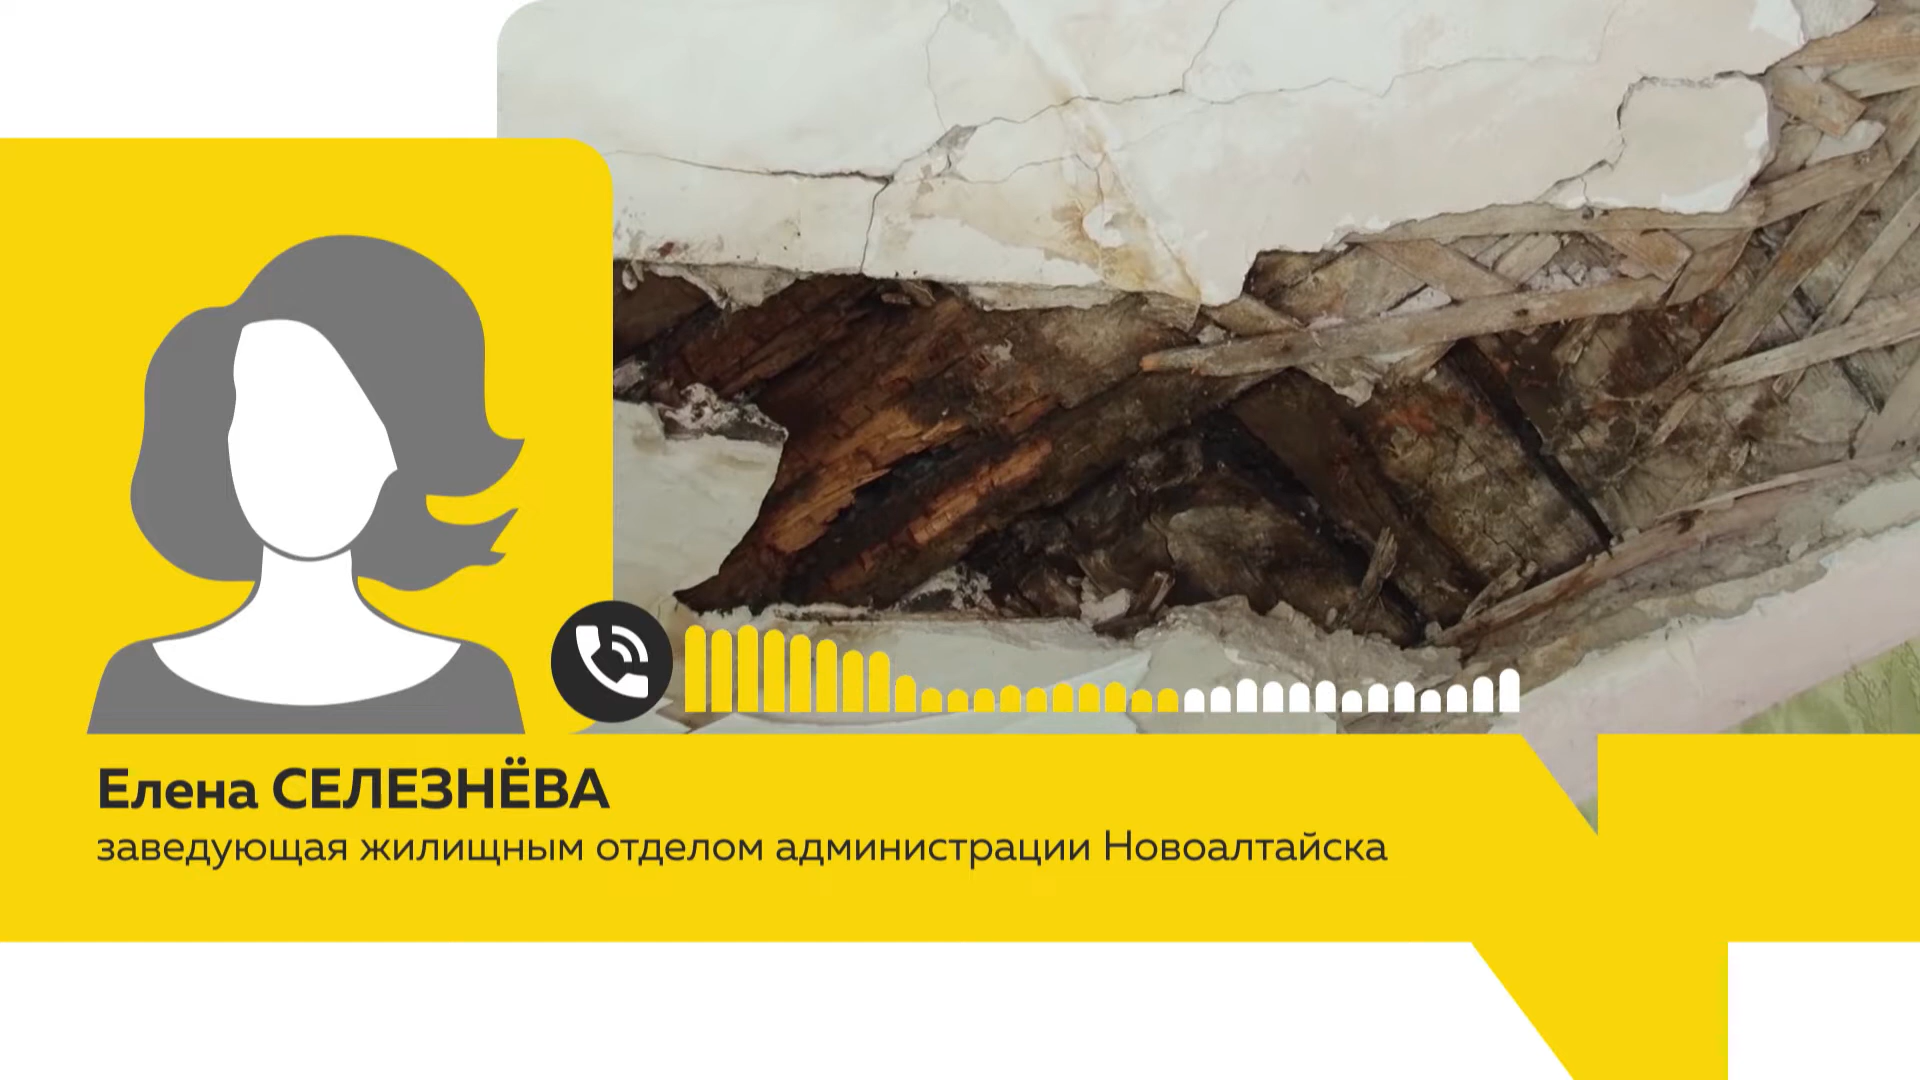 Елена СЕЛЕЗНЁВА
заведующая жилищным отделом администрации Новоалтайска